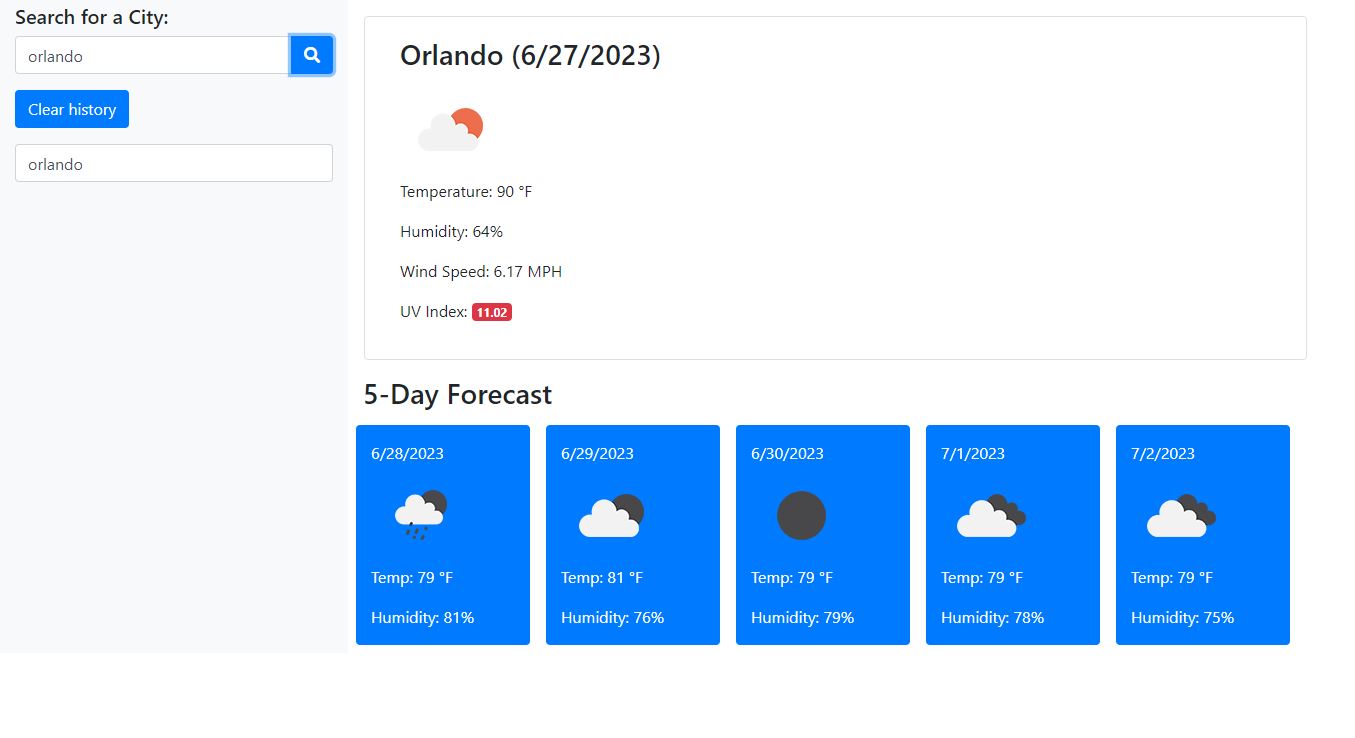 Search for a City:
orlando
Clear history
orlando
Orlando (6/27/2023)
Temperature: 90 °F
Humidity: 64%
Wind Speed: 6.17 MPH
UV Index: 11.02
5-Day Forecast
6/28/2023
Temp: 79 °F
Humidity: 81%
6/29/2023
Temp: 81 °F
Humidity: 76%
6/30/2023
Temp: 79 °F
Humidity: 79%
7/1/2023
Temp: 79 °F
Humidity: 78%
7/2/2023
Temp: 79 °F
Humidity: 75%